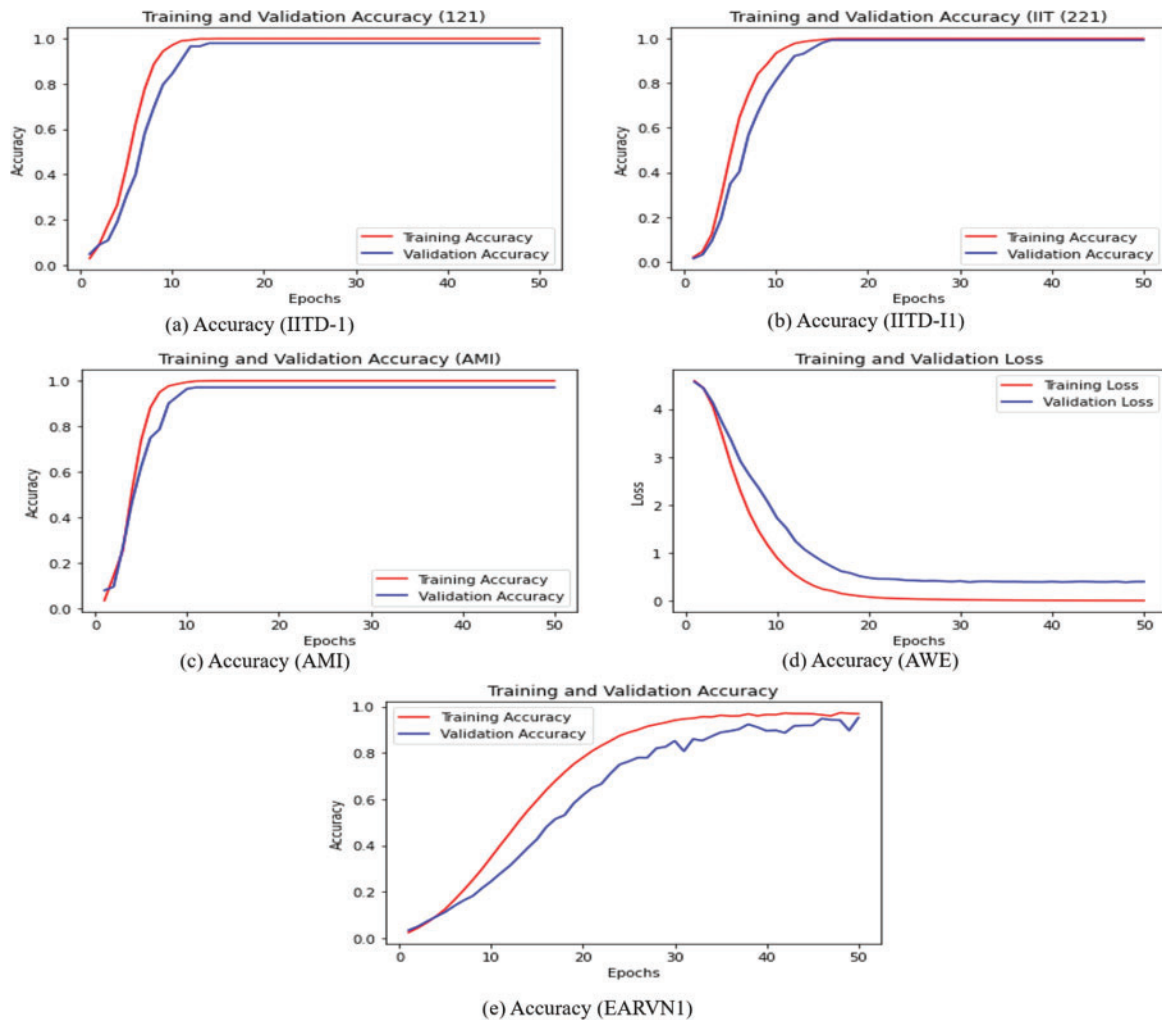 Training and Validation Accuracy (121)
1.0
0.8
0.6
0.4
0.2
0.0
Accuracy
Training Accuracy
Validation Accuracy
0 10 20 30 40 50
Epochs
(a) Accuracy (IITD-1)
Training and Validation Accuracy (IIT (221)
1.0
0.8
0.6
0.4
0.2
0.0
Accuracy
Training Accuracy
Validation Accuracy
0 10 20 30 40 50
Epochs
(b) Accuracy (IITD-I1)
Training and Validation Accuracy (AMI)
1.0
0.8
0.6
0.4
0.2
0.0
Accuracy
Training Accuracy
Validation Accuracy
0 10 20 30 40 50
Epochs
(c) Accuracy (AMI)
Training and Validation Loss
Training Loss
Validation Loss
4
3
2
1
0
Loss
0 10 20 30 40 50
Epochs
(d) Accuracy (AWE)
Training and Validation Accuracy
Training Accuracy
Validation Accuracy
1.0
0.8
0.6
0.4
0.2
0.0
Accuracy
0 10 20 30 40 50
Epochs
(e) Accuracy (EARVN1)